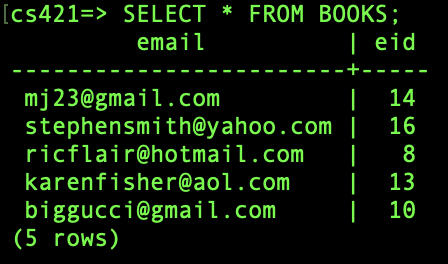 [cs421=> SELECT * FROM BOOKS;
          email          | eid
-------------------------+-----
 mj23@gmail.com          |  14
 stephensmith@yahoo.com  |  16
 ricflair@hotmail.com    |   8
 karenfisher@aol.com     |  13
 biggucci@gmail.com      |  10
(5 rows)